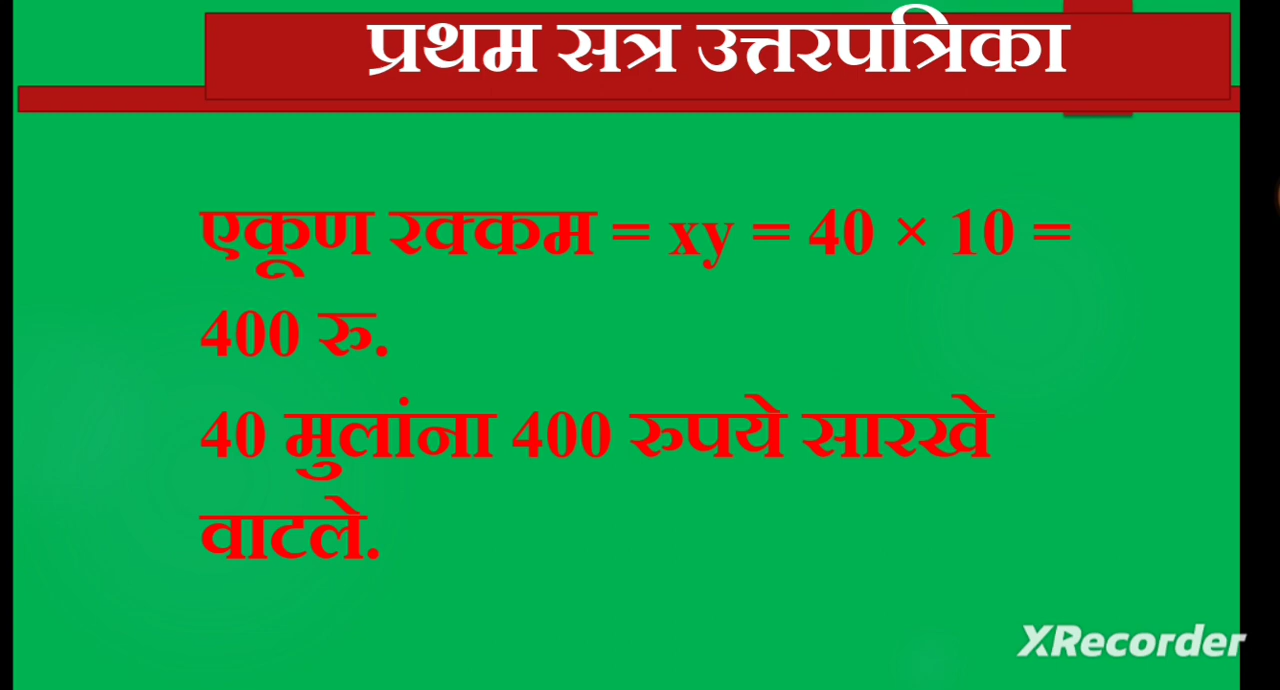 प्रथम सत्र उत्तरपत्रिका
एकूण रक्कम = xy = 40 × 10 =
400 रु.
40 मुलांना 400 रुपये सारखे
वाटले.
XRecorder